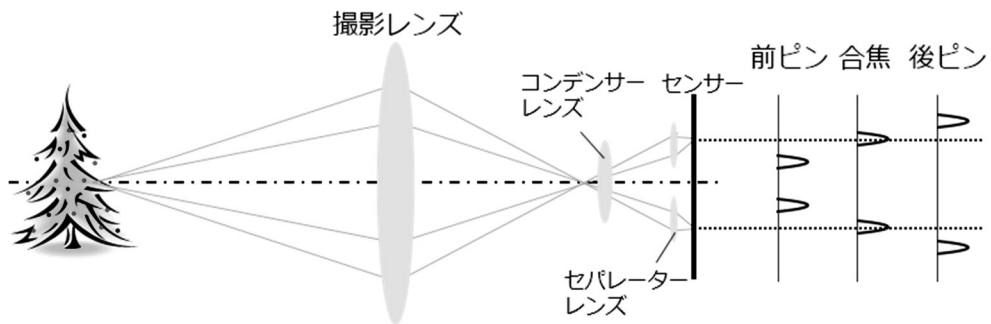 撮影レンズ
コンデンサー
レンズ
センサー
前ピン
合焦
後ピン
セパレーター
レンズ